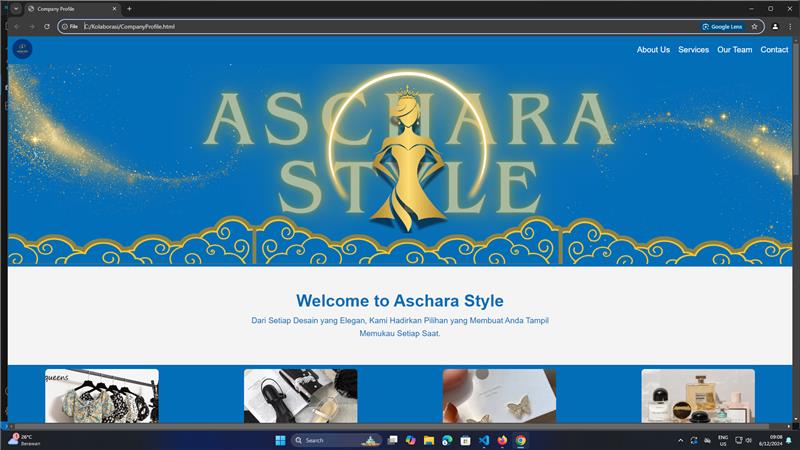 Company Profile
File
C:/Kolaborasi/CompanyProfile.html
Google Lens
About Us Services Our Team Contact
ASCHARA
STYLE
Welcome to Aschara Style
Dari Setiap Desain yang Elegan, Kami Hadirkan Pilihan yang Membuat Anda Tampil
Memukau Setiap Saat.
queens
1
26°C
Berawan
Search
ENG
US
09:08
6/12/2024